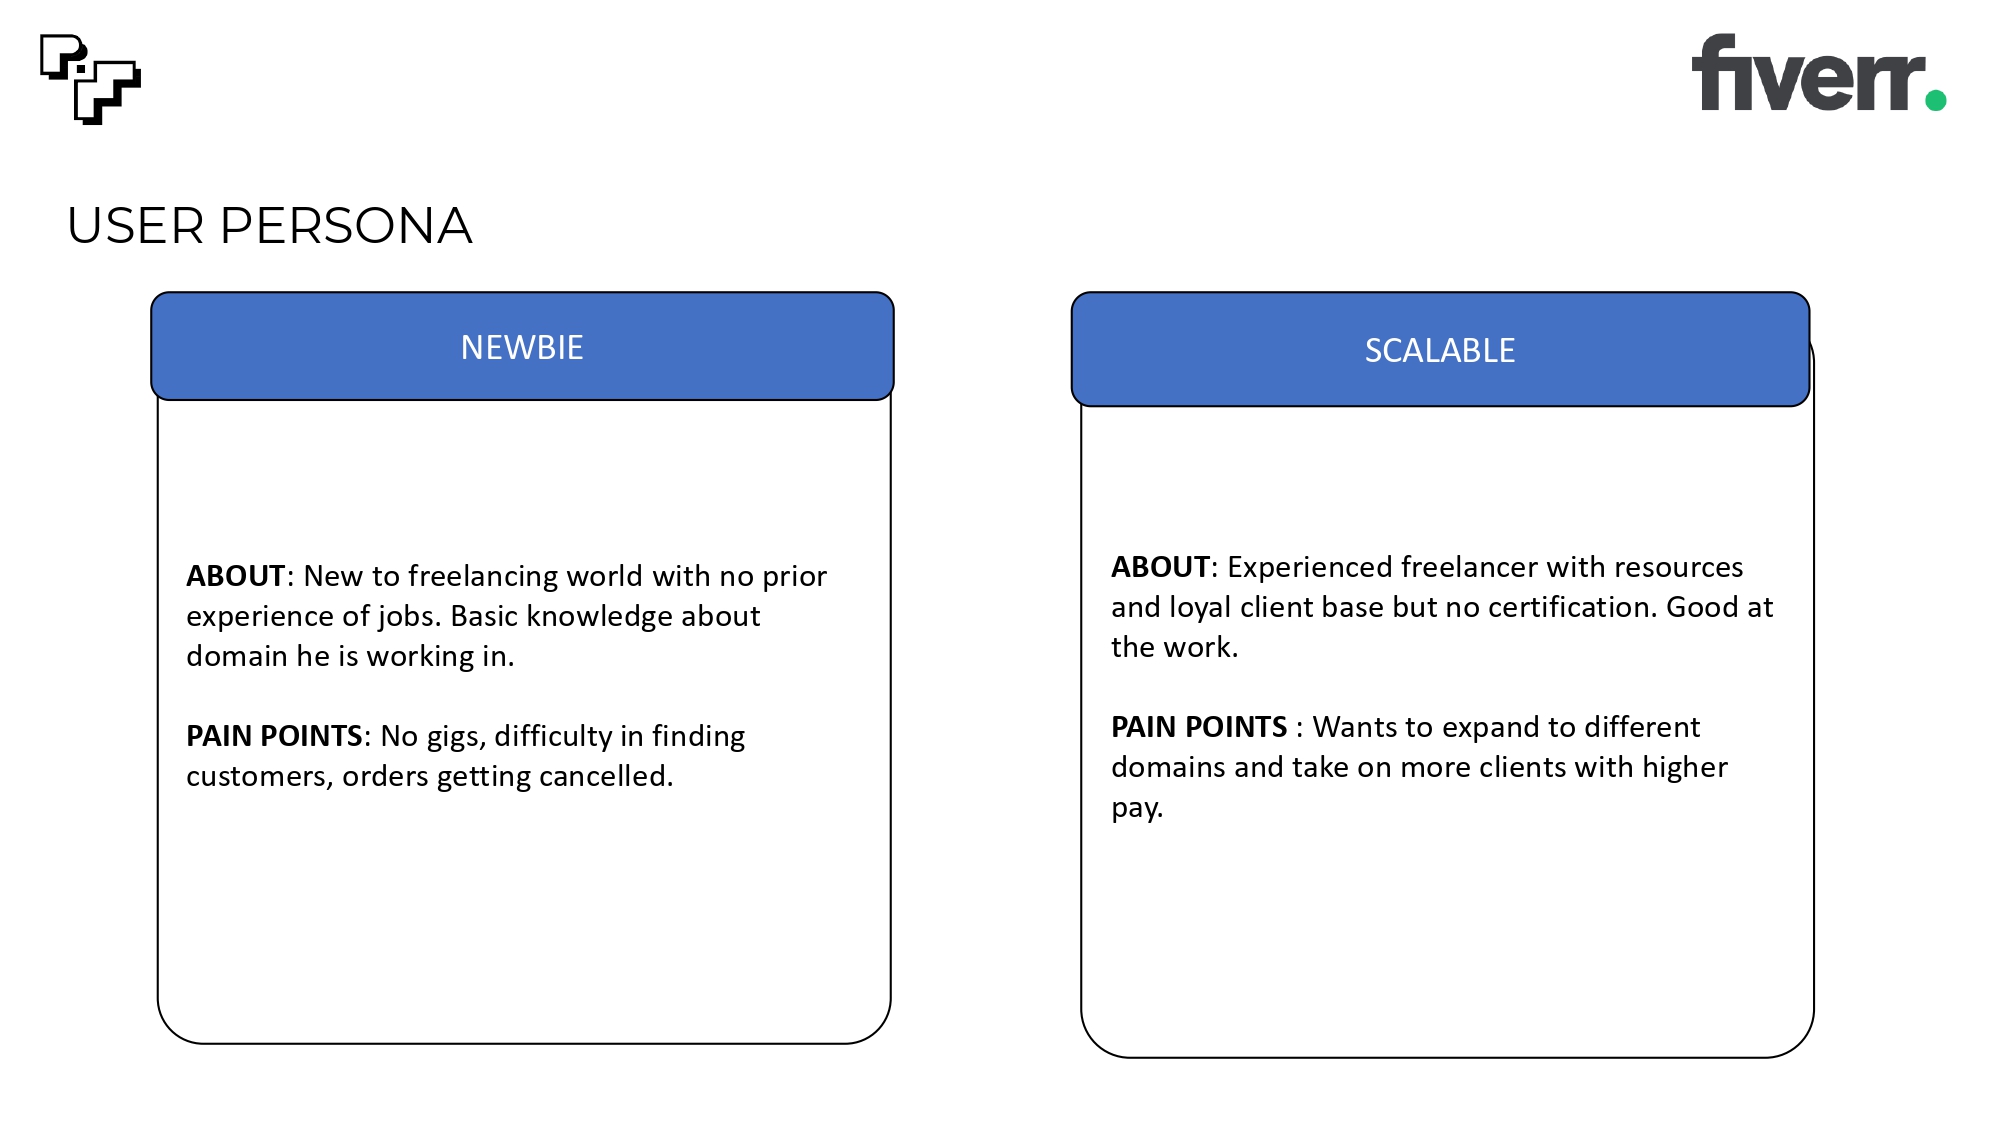 fiverr.
USER PERSONA
NEWBIE
ABOUT: New to freelancing world with no prior
experience of jobs. Basic knowledge about
domain he is working in.
PAIN POINTS: No gigs, difficulty in finding
customers, orders getting cancelled.
SCALABLE
ABOUT: Experienced freelancer with resources
and loyal client base but no certification. Good at
the work.
PAIN POINTS : Wants to expand to different
domains and take on more clients with higher
pay.